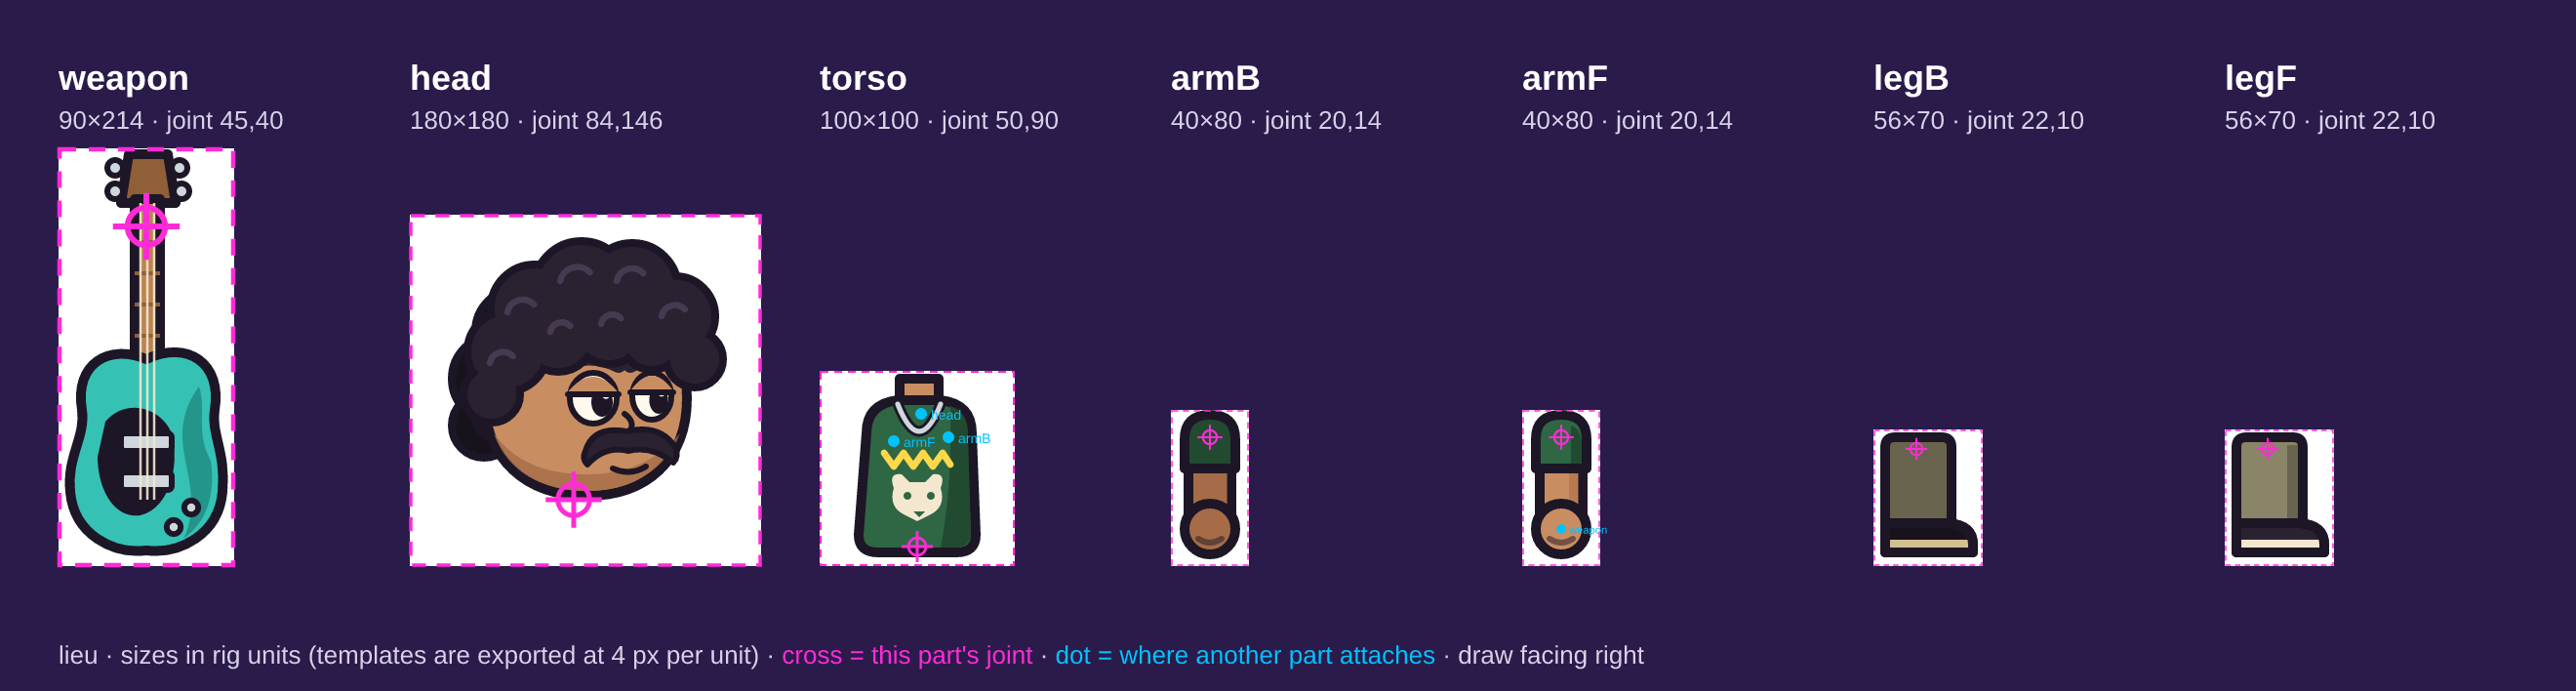 weapon
90×214 · joint 45,40
head
180×180 · joint 84,146
torso
100×100 · joint 50,90
armB
40×80 · joint 20,14
armF
40×80 · joint 20,14
legB
56×70 · joint 22,10
legF
56×70 · joint 22,10
head
armF
armB
weapon
lieu · sizes in rig units (templates are exported at 4 px per unit) · cross = this part's joint · dot = where another part attaches · draw facing right